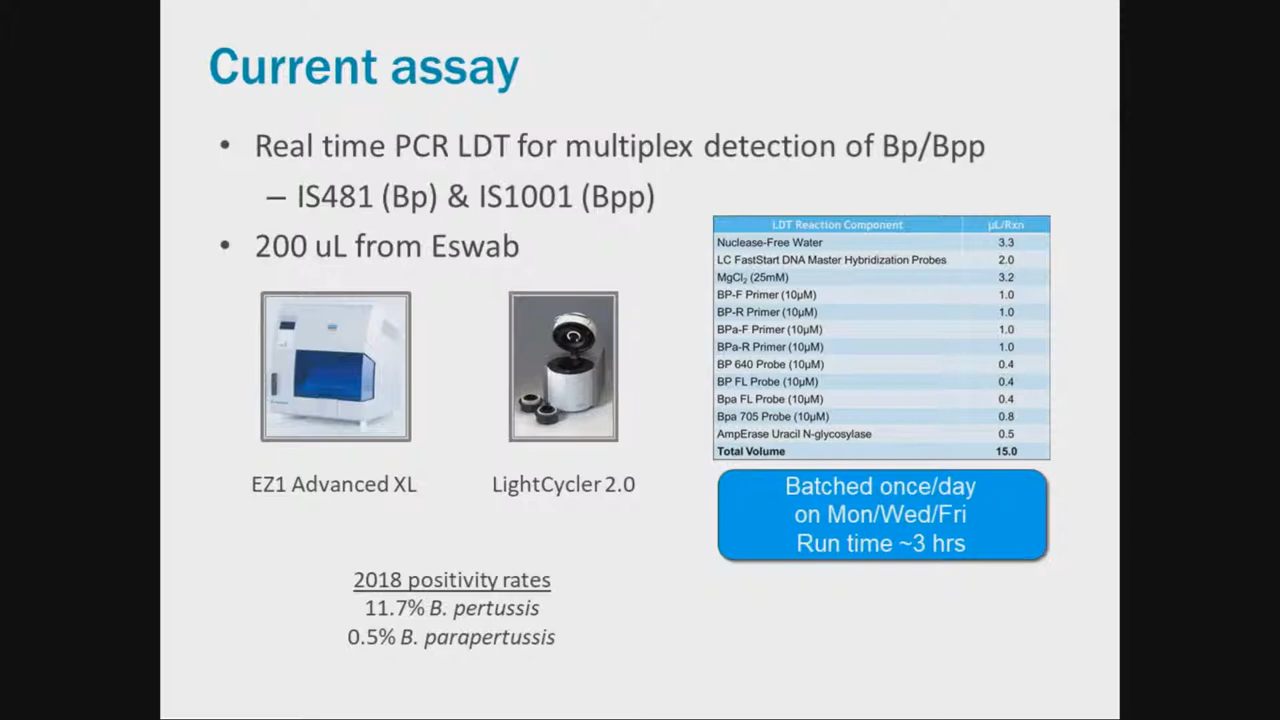 Current assay
• Real time PCR LDT for multiplex detection of Bp/Bpp
– IS481 (Bp) & IS1001 (Bpp)
• 200 uL from Eswab
LDT Reaction Component µL/Rxn
Nuclease-Free Water 3.3
LC FastStart DNA Master Hybridization Probes 2.0
MgCl₂ (25mM) 3.2
BP-F Primer (10µM) 1.0
BP-R Primer (10µM) 1.0
BPa-F Primer (10µM) 1.0
BPa-R Primer (10µM) 1.0
BP 640 Probe (10µM) 0.4
BP FL Probe (10µM) 0.4
Bpa FL Probe (10µM) 0.4
Bpa 705 Probe (10µM) 0.8
AmpErase Uracil N-glycosylase 0.5
Total Volume 15.0
EZ1 Advanced XL
LightCycler 2.0
Batched once/day
on Mon/Wed/Fri
Run time ~3 hrs
2018 positivity rates
11.7% B. pertussis
0.5% B. parapertussis